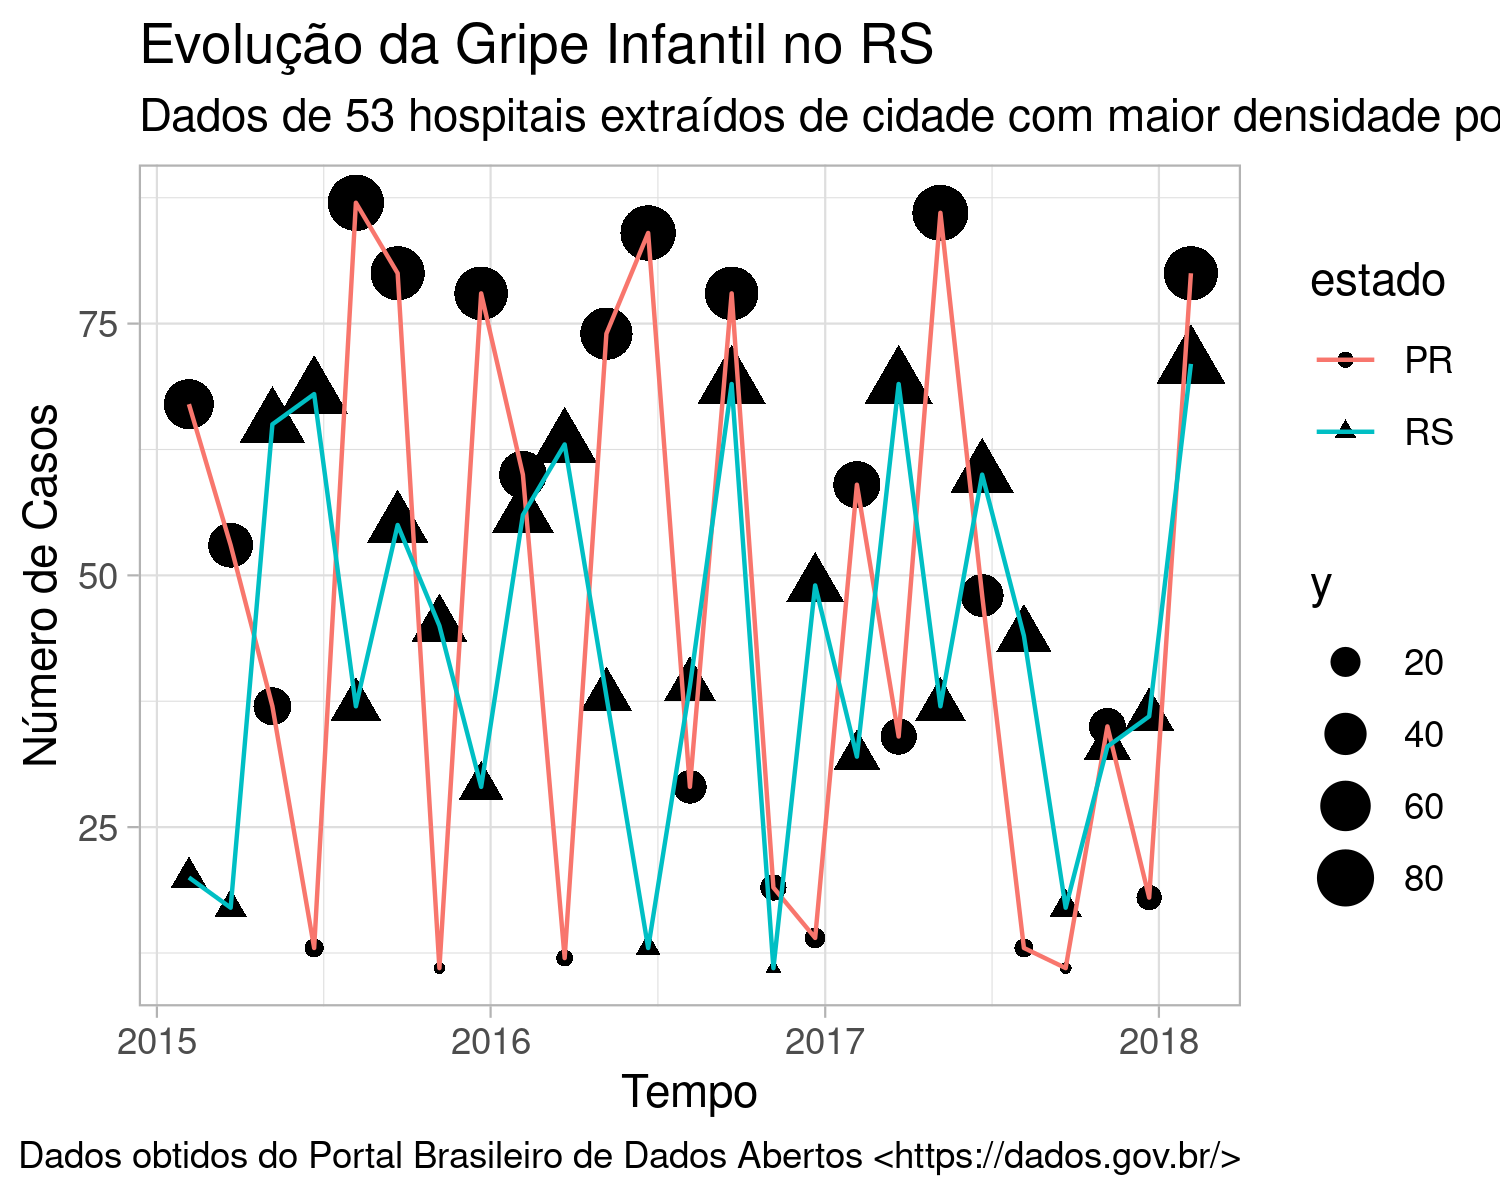 Evolução da Gripe Infantil no RS
Dados de 53 hospitais extraídos de cidade com maior densidade po
Número de Casos
75
50
25
2015
2016
2017
2018
Tempo
estado
PR
RS
y
20
40
60
80
Dados obtidos do Portal Brasileiro de Dados Abertos <https://dados.gov.br/>